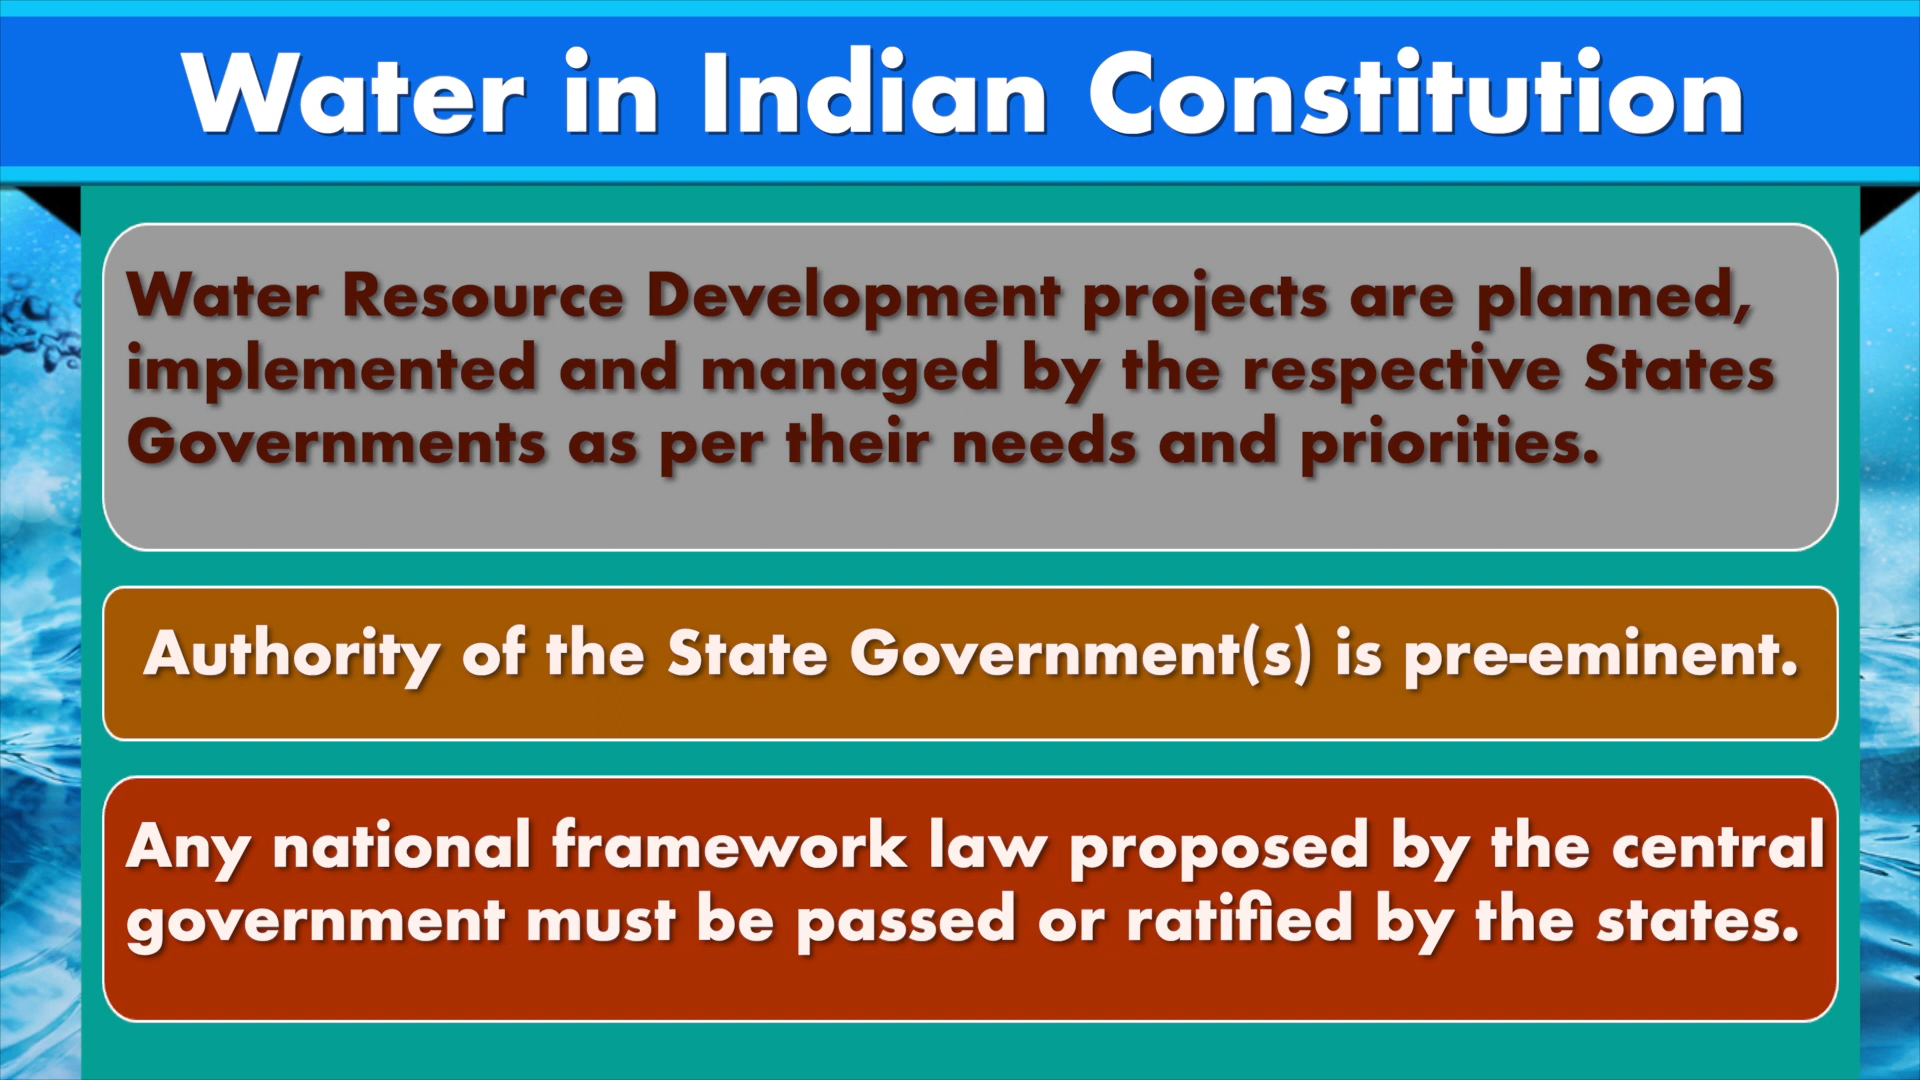 Water in Indian Constitution
Water Resource Development projects are planned,
implemented and managed by the respective States
Governments as per their needs and priorities.
Authority of the State Government(s) is pre-eminent.
Any national framework law proposed by the central
government must be passed or ratified by the states.